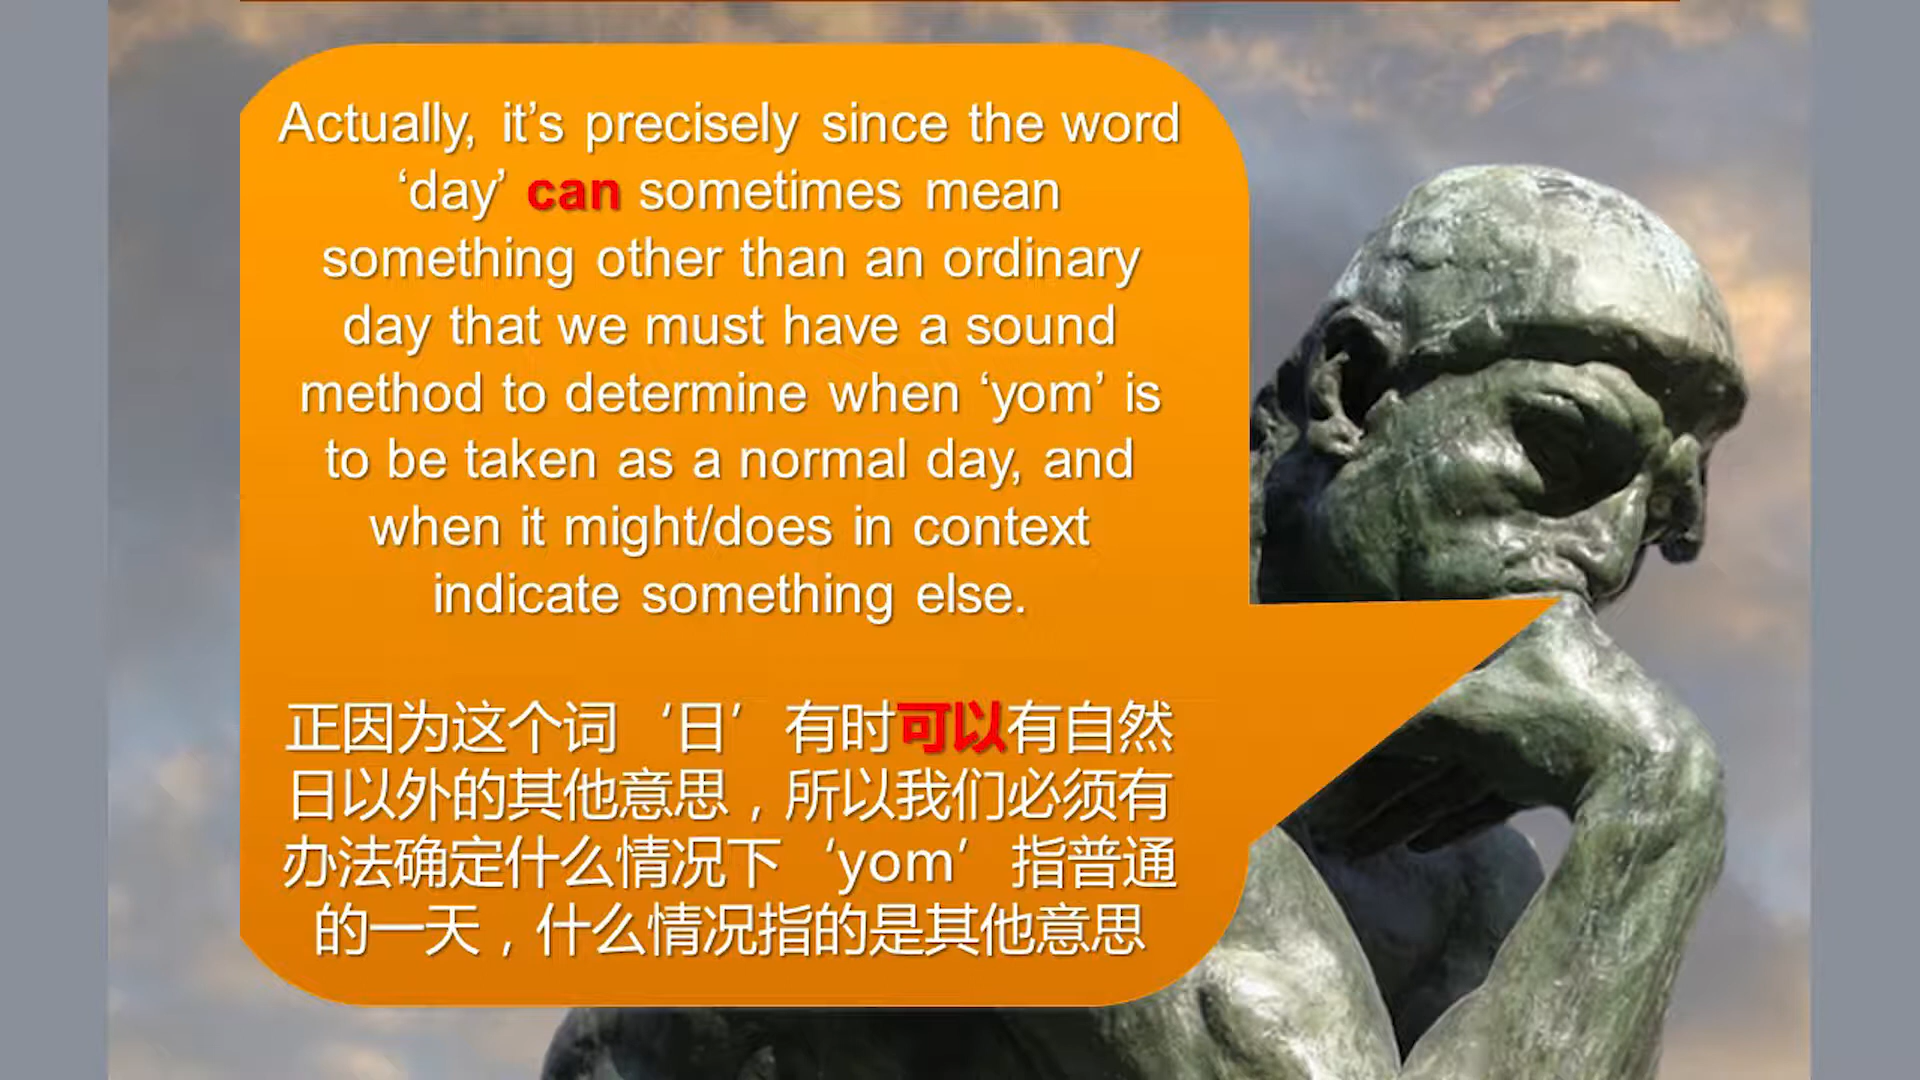 Actually, it’s precisely since the word
‘day’ can sometimes mean
something other than an ordinary
day that we must have a sound
method to determine when ‘yom’ is
to be taken as a normal day, and
when it might/does in context
indicate something else.
正因为这个词‘日’有时可以有自然
日以外的其他意思，所以我们必须有
办法确定什么情况下‘yom’指普通
的一天，什么情况指的是其他意思